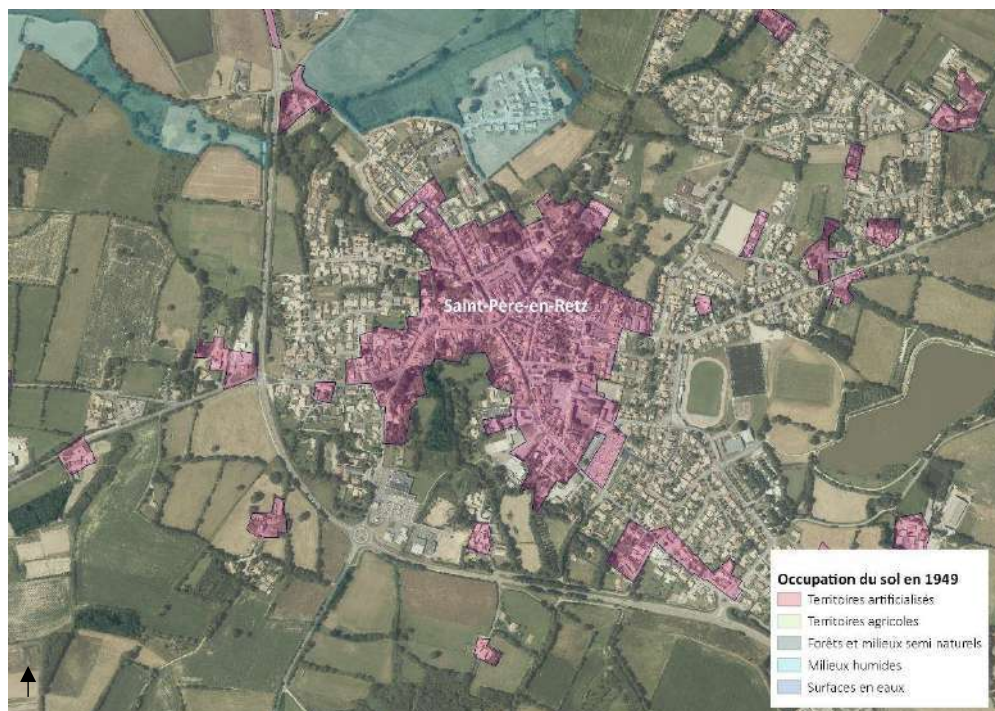 Saint-Père-en-Retz
Occupation du sol en 1949
Territoires artificialisés
Territoires agricoles
Forêts et milieux semi naturels
Milieux humides
Surfaces en eaux